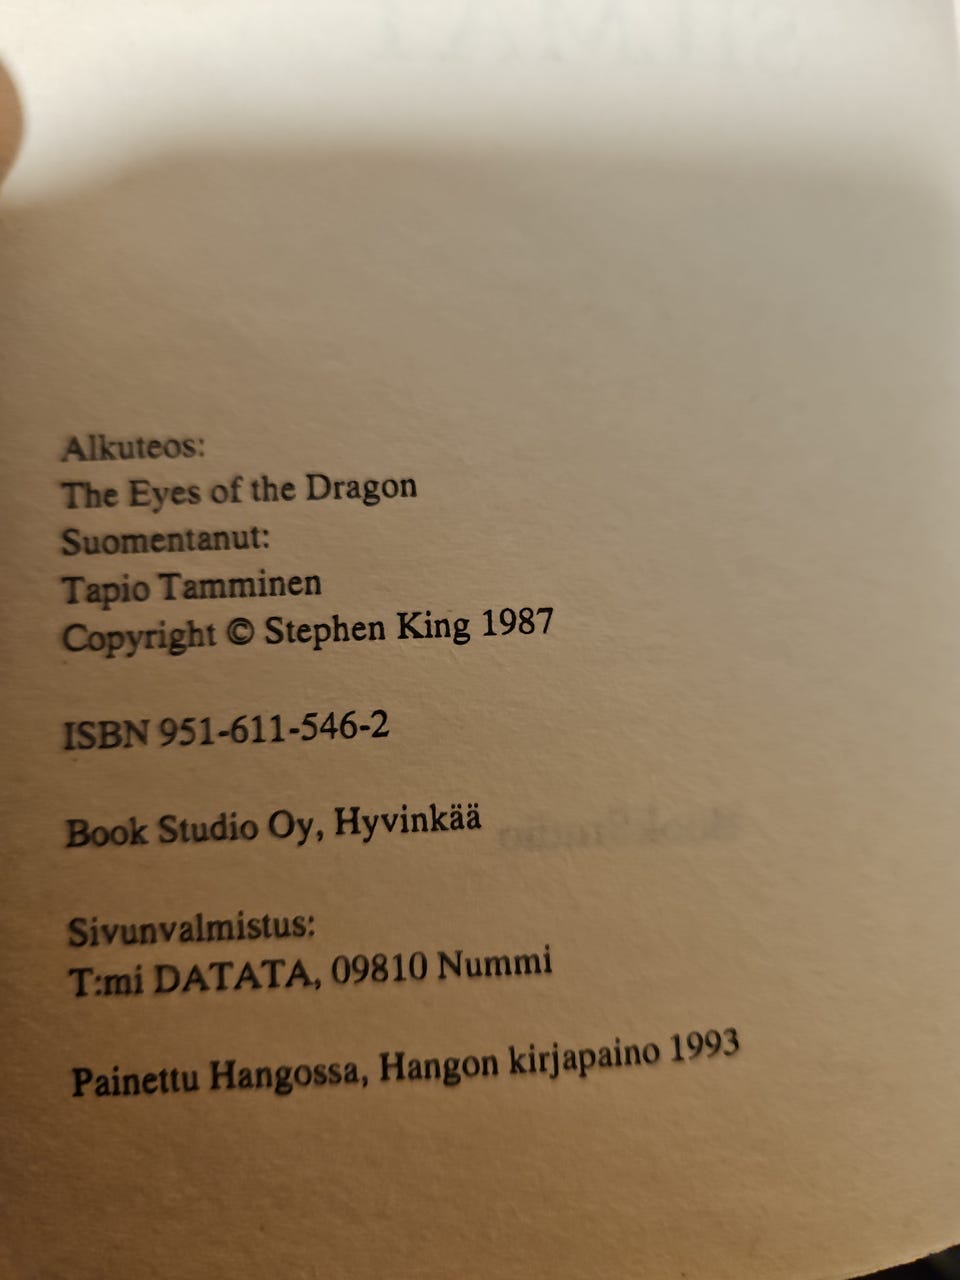 Alkuteos:
The Eyes of the Dragon
Suomentanut:
Tapio Tamminen
Copyright © Stephen King 1987
ISBN 951-611-546-2
Book Studio Oy, Hyvinkää
Sivunvalmistus:
T:mi DATATA, 09810 Nummi
Painettu Hangossa, Hangon kirjapaino 1993